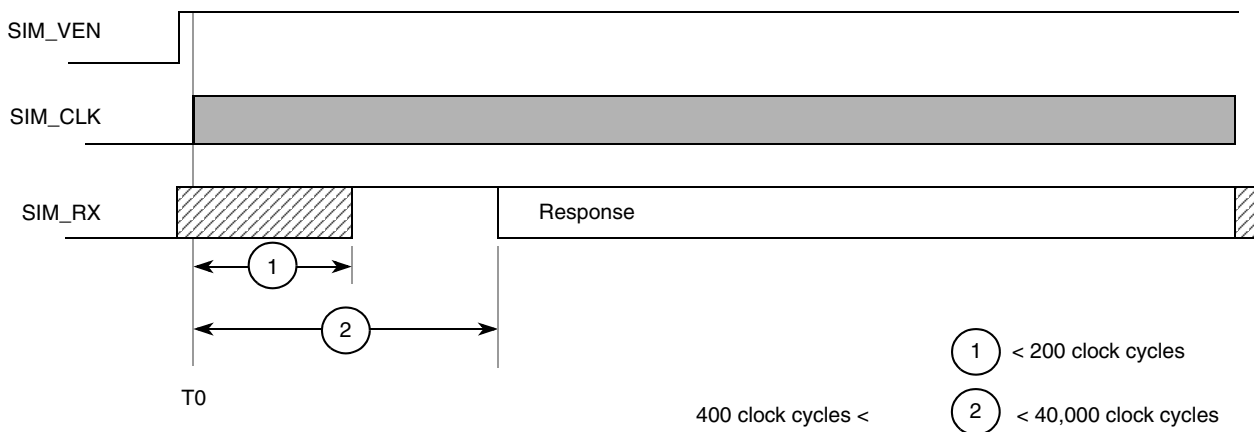 SIM_VEN
SIM_CLK
SIM_RX
Response
1
2
T0
1 < 200 clock cycles
400 clock cycles < 2 < 40,000 clock cycles